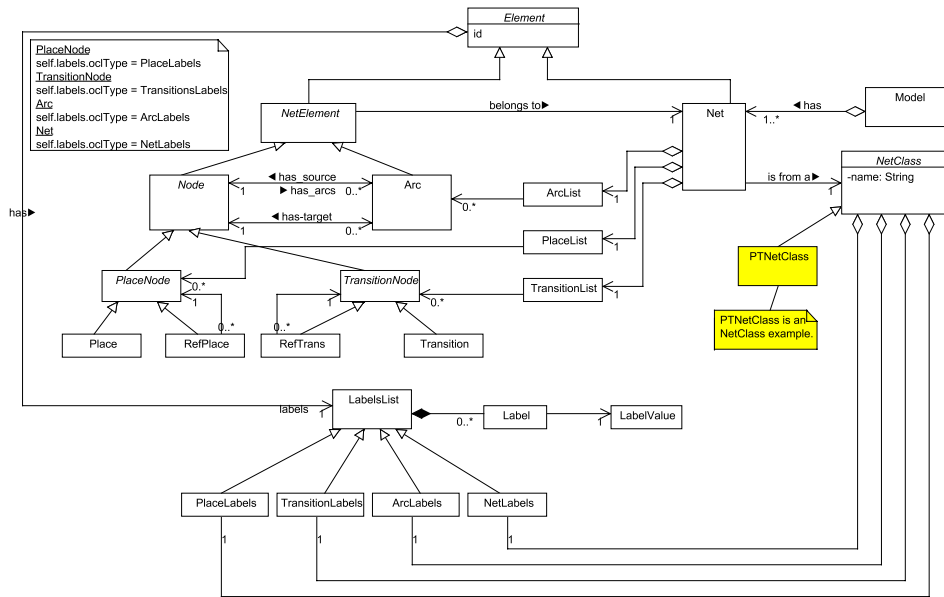 Element
id
PlaceNode
self.labels.oclType = PlaceLabels
TransitionNode
self.labels.oclType = TransitionsLabels
Arc
self.labels.oclType = ArcLabels
Net
self.labels.oclType = NetLabels
NetElement
belongs to▶
1
Net
◀ has
1..*
Model
NetClass
-name: String
is from a▶
1
Node
◀ has_source
1
▶ has_arcs
0..*
Arc
◀ has-target
1
0..*
ArcList
0.*
1
has▶
PlaceList
1
PTNetClass
PlaceNode
0.*
1
TransitionNode
1
0.*
TransitionList
1
PTNetClass is an
NetClass example.
0..*
0..*
Place
RefPlace
RefTrans
Transition
LabelsList
labels
1
0..*
Label
1
LabelValue
PlaceLabels
TransitionLabels
ArcLabels
NetLabels
1
1
1
1